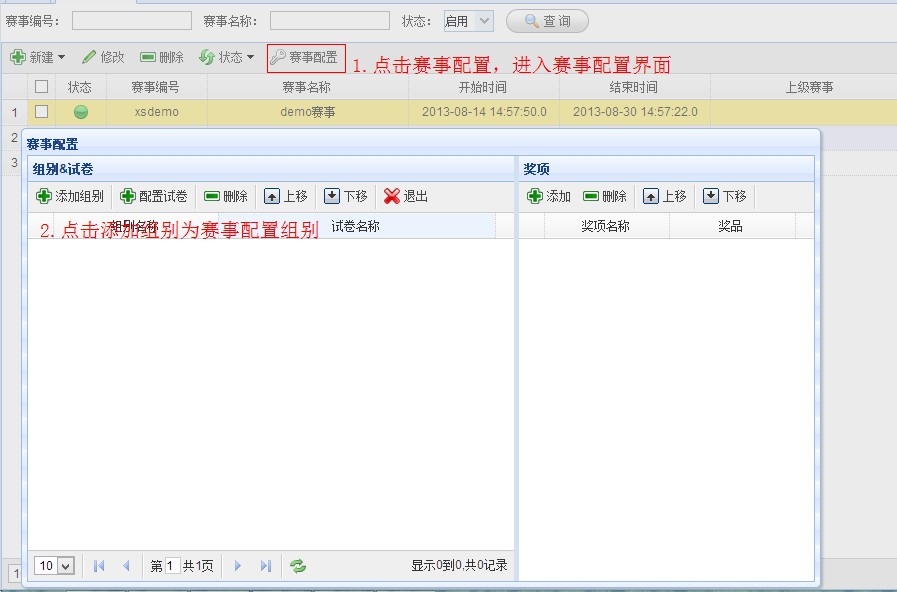 赛事编号： 赛事名称： 状态： 启用 查询
新建 修改 删除 状态 赛事配置 1.点击赛事配置，进入赛事配置界面
状态 赛事编号 赛事名称 开始时间 结束时间 上级赛事
1 xsdemo demo赛事 2013-08-14 14:57:50.0 2013-08-30 14:57:22.0
2
3
赛事配置
组别&试卷 奖项
添加组别 配置试卷 删除 上移 下移 退出 添加 删除 上移 下移
组别名称 试卷名称 奖项名称 奖品
2.点击添加组别为赛事配置组别
10 第 1 共1页 显示0到0,共0记录
1